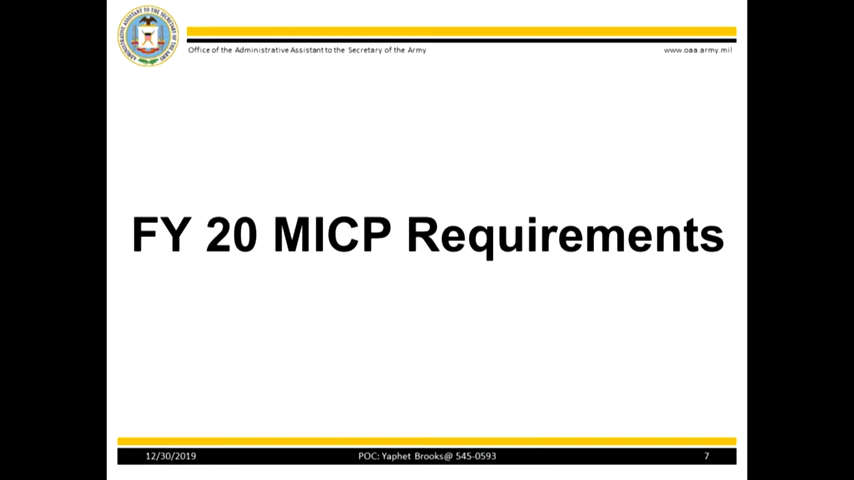 Office of the Administrative Assistant to the Secretary of the Army
www.oaa.army.mil
FY 20 MICP Requirements
12/30/2019
POC: Yaphet Brooks@ 545-0593
7